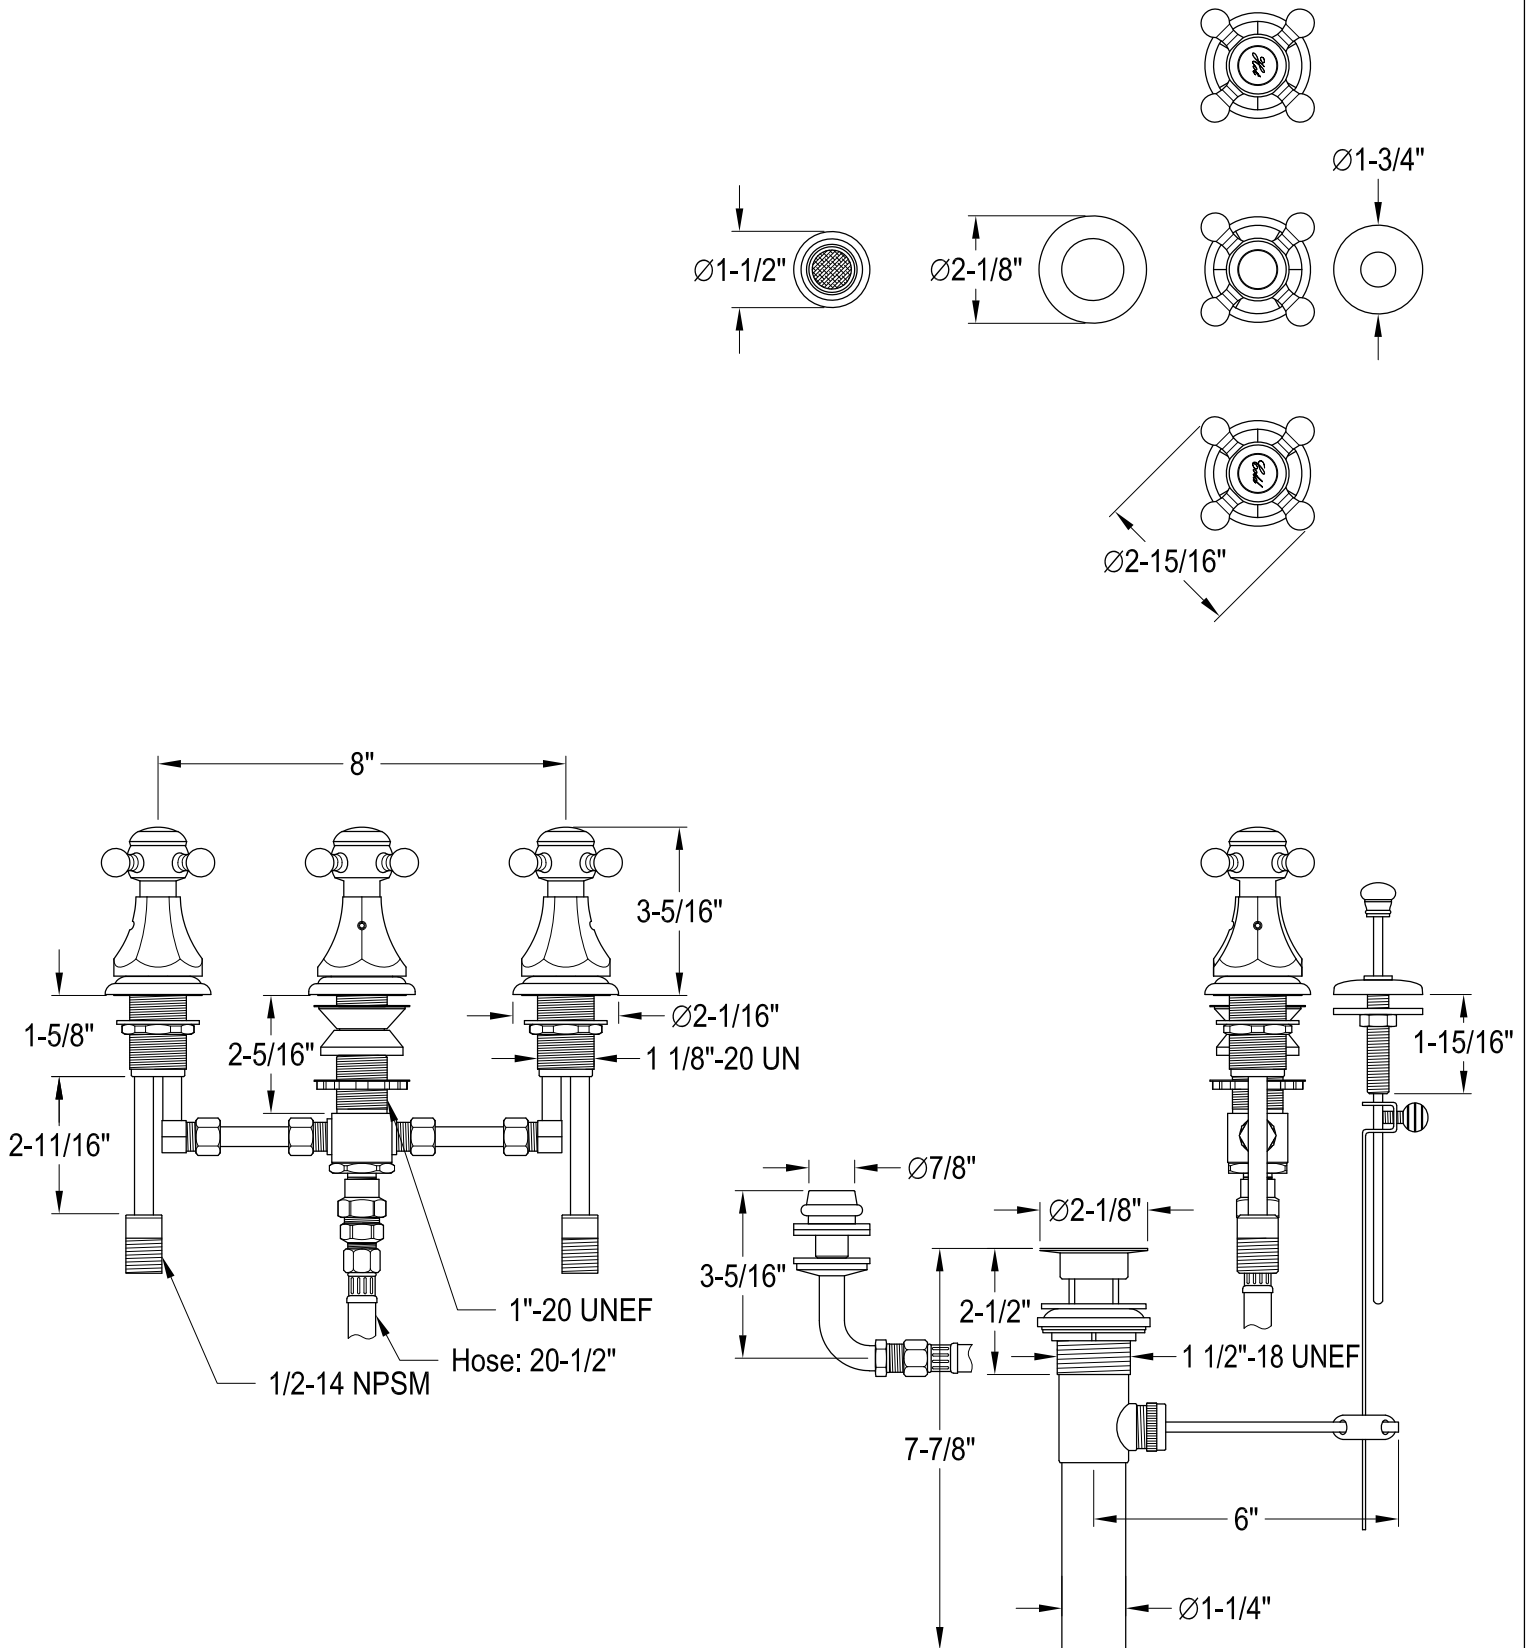 Hot
Ø1-3/4"
Ø1-1/2"
Ø2-1/8"
Cold
Ø2-15/16"
8"
3-5/16"
1-5/8"
2-5/16"
Ø2-1/16"
1 1/8"-20 UN
1-15/16"
2-11/16"
Ø7/8"
Ø2-1/8"
3-5/16"
2-1/2"
1"-20 UNEF
Hose: 20-1/2"
1 1/2"-18 UNEF
1/2-14 NPSM
7-7/8"
6"
Ø1-1/4"